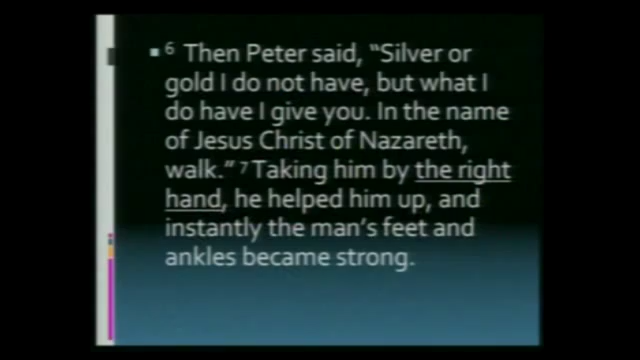 ▪ 6 Then Peter said, “Silver or
gold I do not have, but what I
do have I give you. In the name
of Jesus Christ of Nazareth,
walk.” 7 Taking him by the right
hand, he helped him up, and
instantly the man’s feet and
ankles became strong.